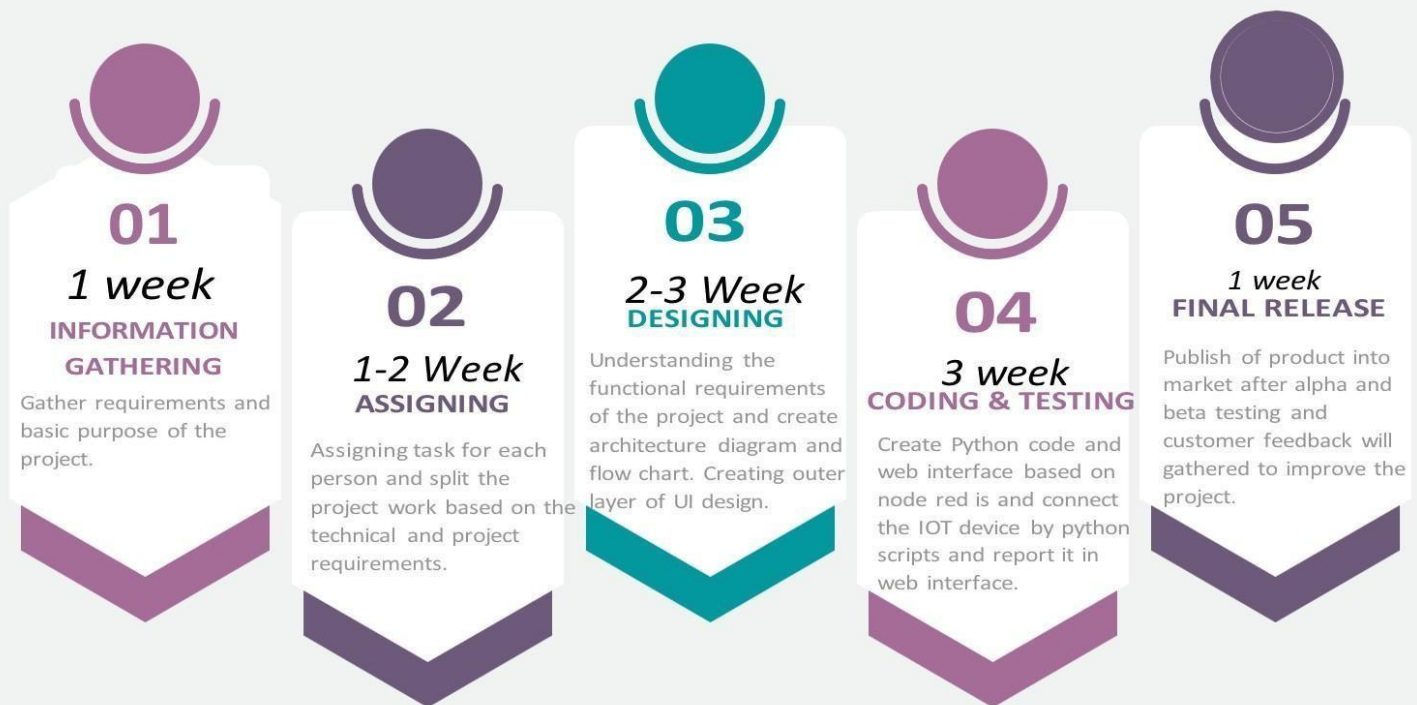 01
1 week
INFORMATION
GATHERING
Gather requirements and
basic purpose of the
project.
02
1-2 Week
ASSIGNING
Assigning task for each
person and split the
project work based on the
technical and project
requirements.
03
2-3 Week
DESIGNING
Understanding the
functional requirements
of the project and create
architecture diagram and
flow chart. Creating outer
layer of UI design.
04
3 week
CODING & TESTING
Create Python code and
web interface based on
node red is and connect
the IOT device by python
scripts and report it in
web interface.
05
1 week
FINAL RELEASE
Publish of product into
market after alpha and
beta testing and
customer feedback will
gathered to improve the
project.